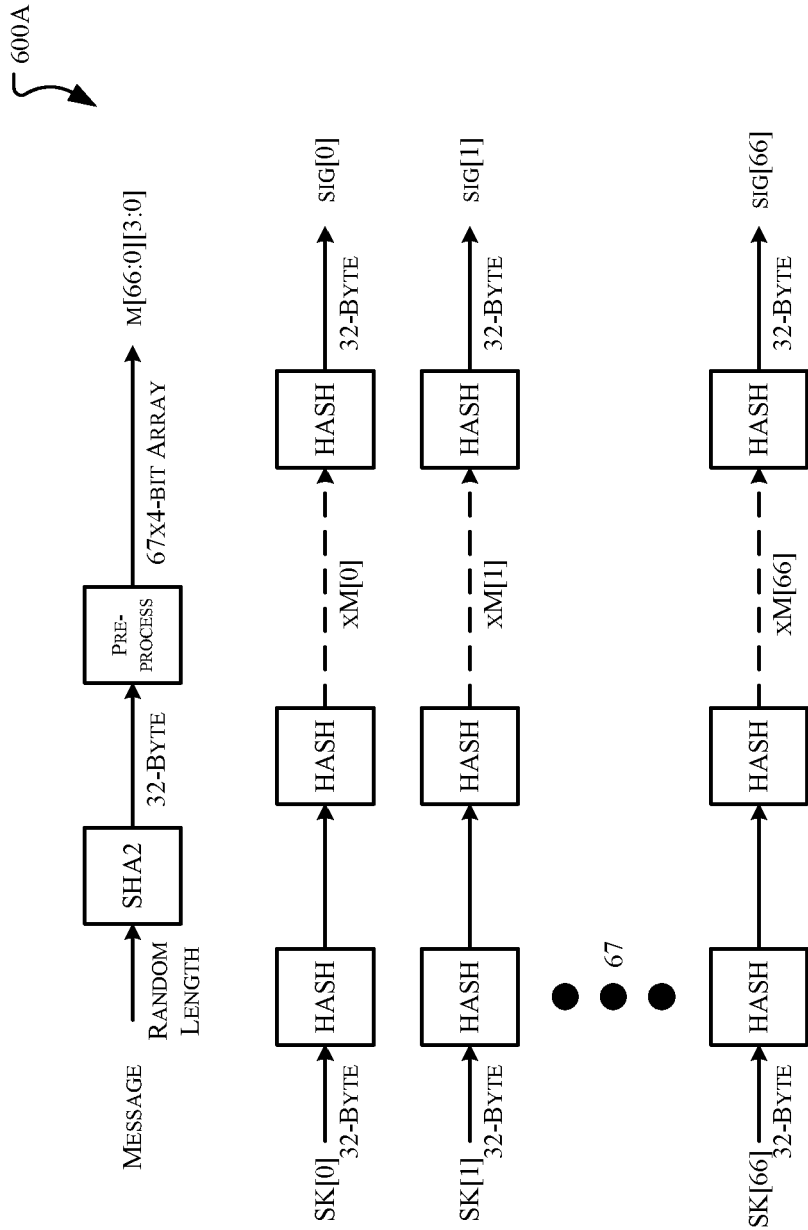 600A
MESSAGE
RANDOM
LENGTH
SHA2
32-BYTE
PRE-
PROCESS
67X4-BIT ARRAY
M[66:0][3:0]
SK[0]
32-BYTE
HASH
HASH
XM[0]
HASH
32-BYTE
SIG[0]
SK[1]
32-BYTE
HASH
HASH
XM[1]
HASH
32-BYTE
SIG[1]
67
SK[66]
32-BYTE
HASH
HASH
XM[66]
HASH
32-BYTE
SIG[66]